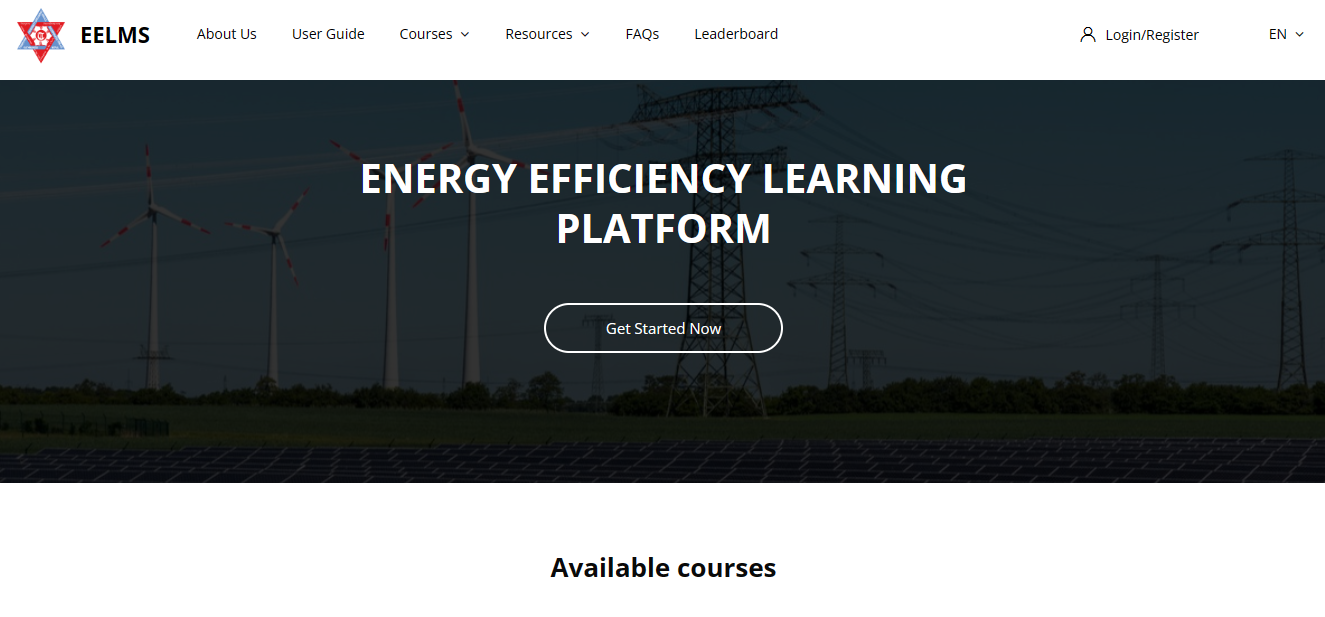 EELMS About Us User Guide Courses Resources FAQs Leaderboard Login/Register EN
ENERGY EFFICIENCY LEARNING
PLATFORM
Get Started Now
Available courses